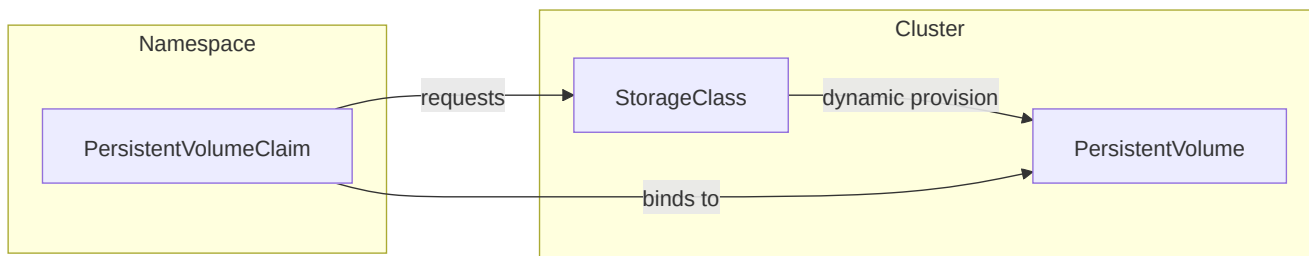 Namespace
PersistentVolumeClaim
requests
binds to
Cluster
StorageClass
dynamic provision
PersistentVolume